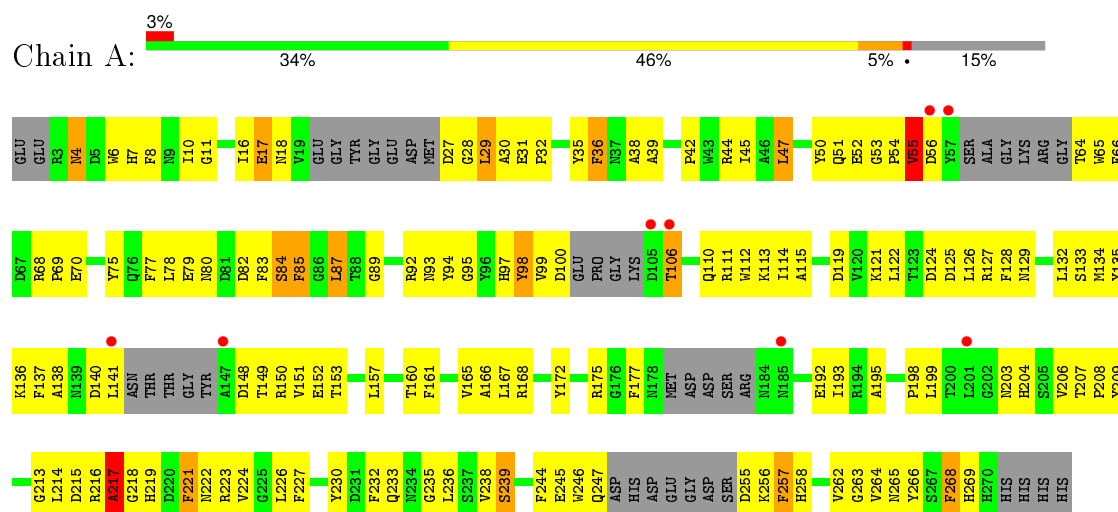 3%
Chain A:
34% 46% 5% • 15%
GLU GLU R3 N4 D5 W6 H7 F8 N9 I10 G11 I16 E17 N18 V19 GLU GLY TYR GLY GLU ASP MET D27 G28 L29 A30 E31 P32 Y35 F36 N37 A38 A39 P42 W43 R44 I45 A46 L47 Y50 Q51 E52 G53 P54 V55 D56 Y57 SER ALA GLY LYS ARG GLY T64 W65 E66
D67 R68 P69 E70 Y75 Q76 F77 L78 E79 N80 D81 D82 F83 S84 F85 G86 L87 T88 G89 R92 N93 Y94 G95 Y96 H97 Y98 V99 D100 GLU PRO GLY LYS D105 T106 Q110 R111 W112 K113 I114 A115 D119 V120 K121 L122 T123 D124 D125 L126 R127 F128 N129 L132 S133 M134 Y135
K136 F137 A138 N139 D140 L141 ASN THR THR GLY TYR A147 D148 T149 R150 V151 E152 T153 L157 T160 F161 V165 A166 L167 R168 Y172 R175 G176 F177 N178 MET ASP ASP SER ARG N184 N185 E192 I193 R194 A195 P198 L199 T200 L201 G202 N203 H204 S205 V206 T207 P208 Y209
G213 L214 D215 R216 A217 G218 H219 D220 F221 N222 R223 V224 G225 L226 F227 Y230 D231 F232 Q233 N234 G235 L236 S237 V238 S239 F244 E245 W246 Q247 ASP HIS ASP GLU GLY ASP SER D255 K256 F257 H258 V262 G263 V264 N265 Y266 S267 F268 H269 H270 HIS HIS HIS HIS